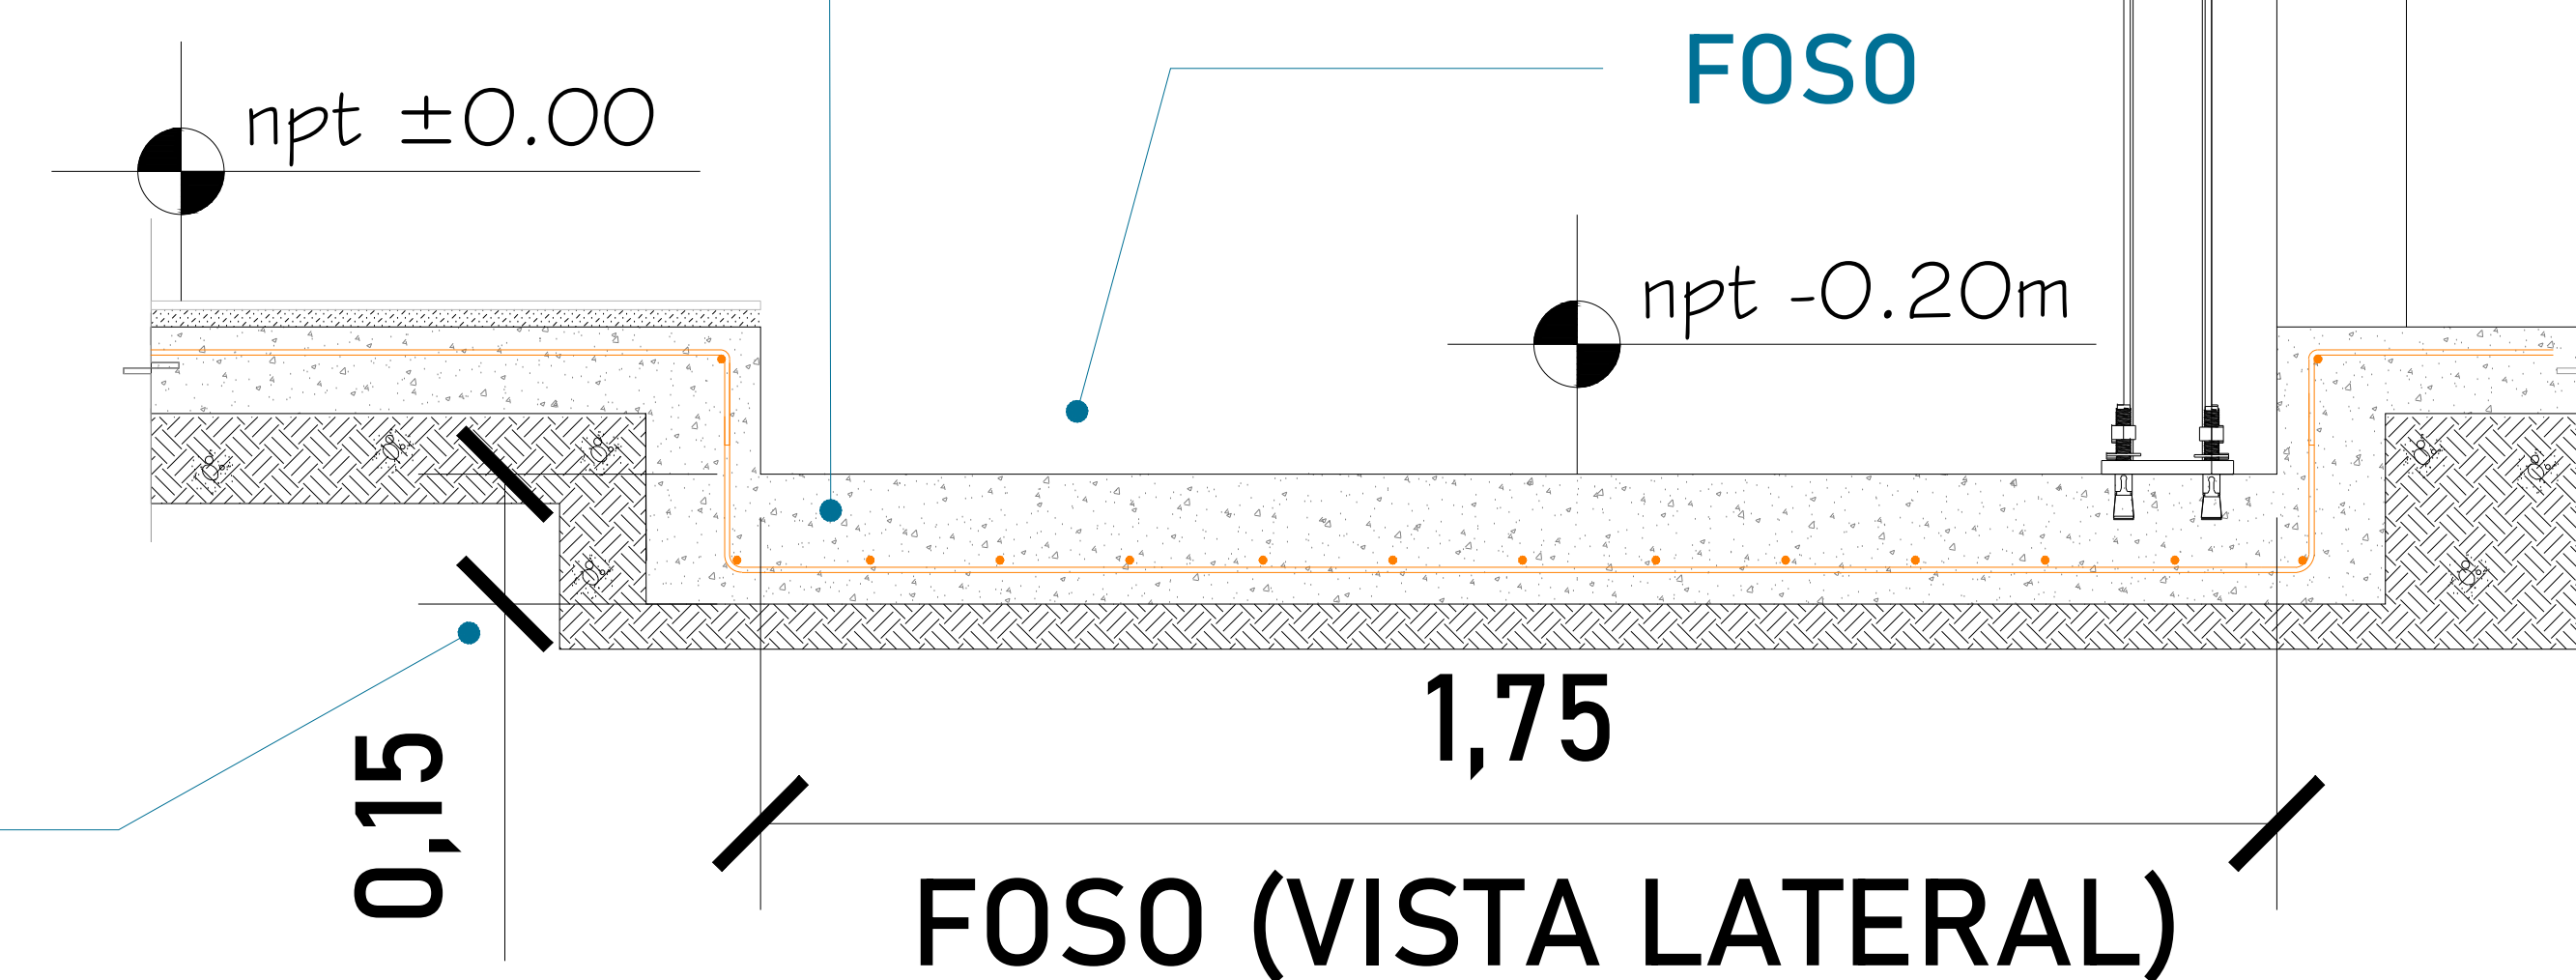 FOSO
npt ±0.00
npt -0.20m
1,75
0,15
FOSO (VISTA LATERAL)